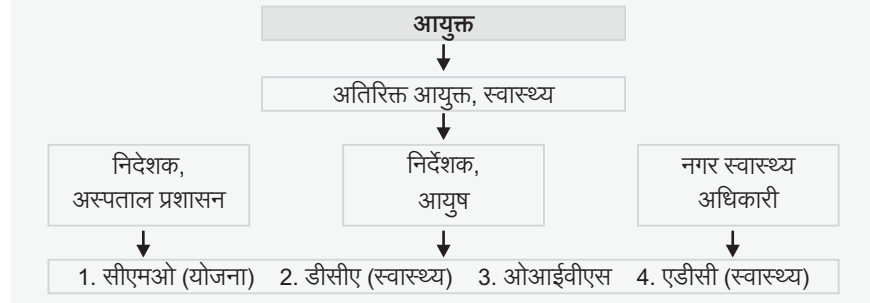 आयुक्त
अतिरिक्त आयुक्त, स्वास्थ्य
निदेशक,
अस्पताल प्रशासन
निर्देशक,
आयुष
नगर स्वास्थ्य
अधिकारी
1. सीएमओ (योजना) 2. डीसीए (स्वास्थ्य) 3. ओआईवीएस 4. एडीसी (स्वास्थ्य)